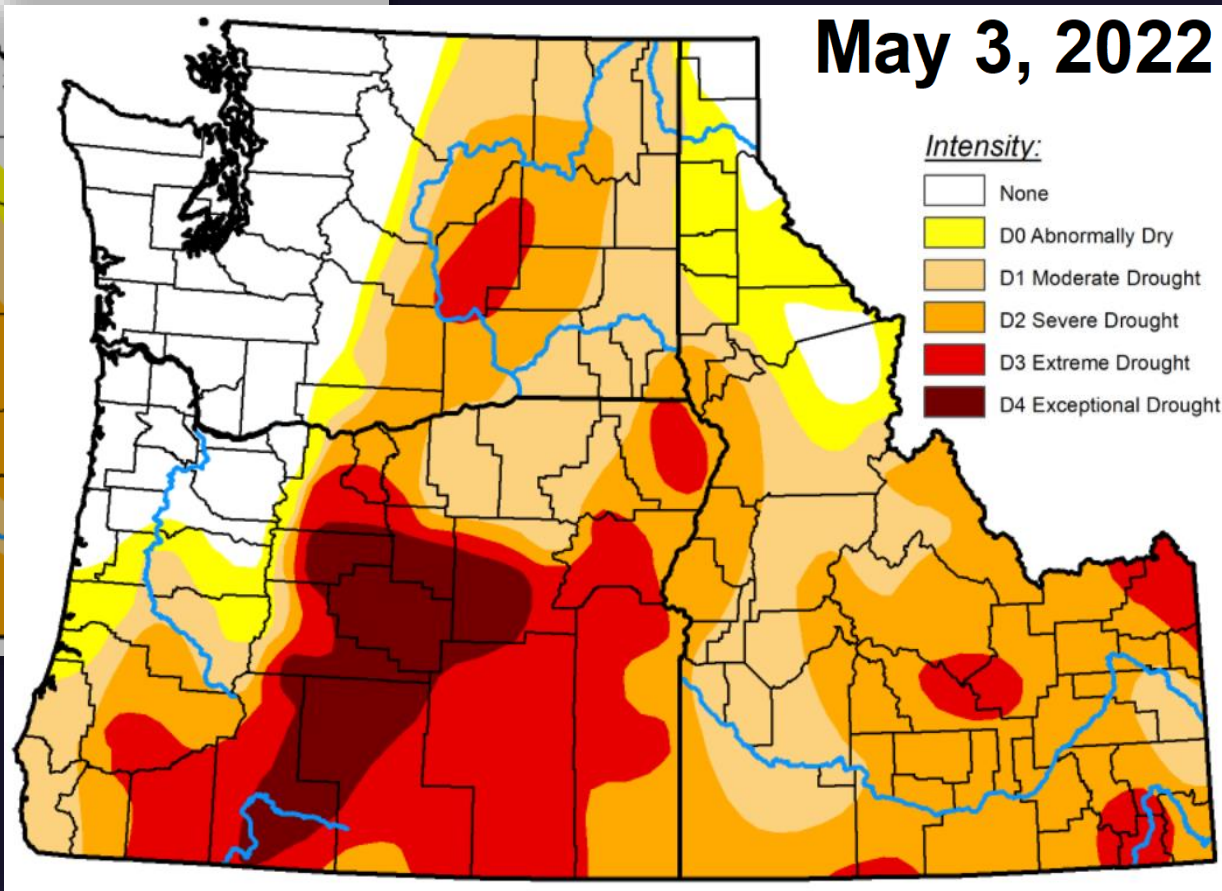 May 3, 2022
Intensity:
None
D0 Abnormally Dry
D1 Moderate Drought
D2 Severe Drought
D3 Extreme Drought
D4 Exceptional Drought